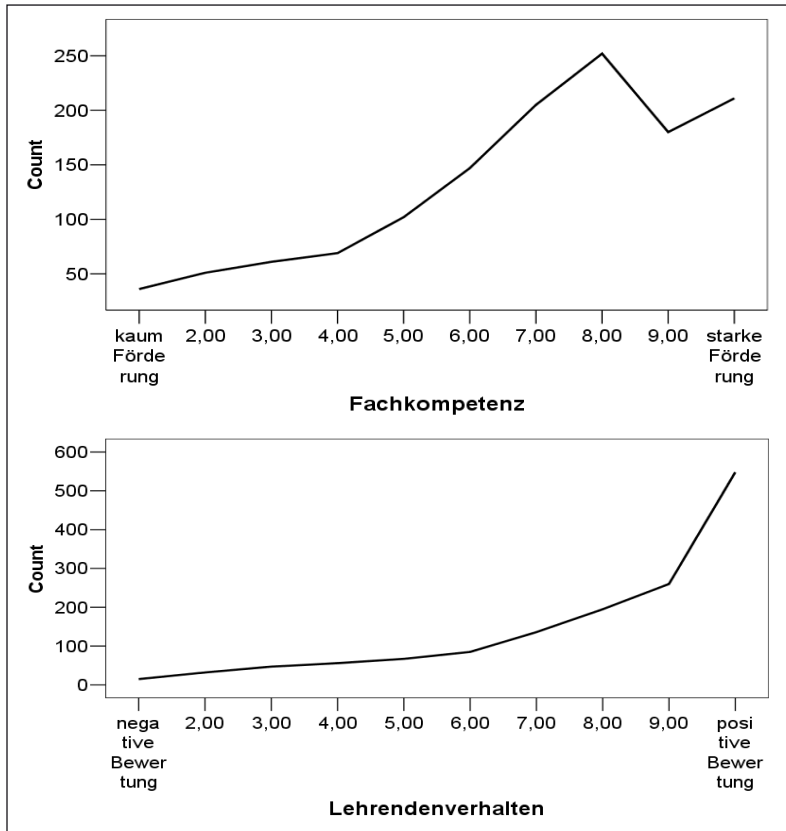 250
200
150
100
50
Count
kaum
Förde
rung
2,00 3,00 4,00 5,00 6,00 7,00 8,00 9,00
starke
Förde
rung
Fachkompetenz
600
500
400
300
200
100
0
Count
nega
tive
Bewer
tung
2,00 3,00 4,00 5,00 6,00 7,00 8,00 9,00
posi
tive
Bewer
tung
Lehrendenverhalten